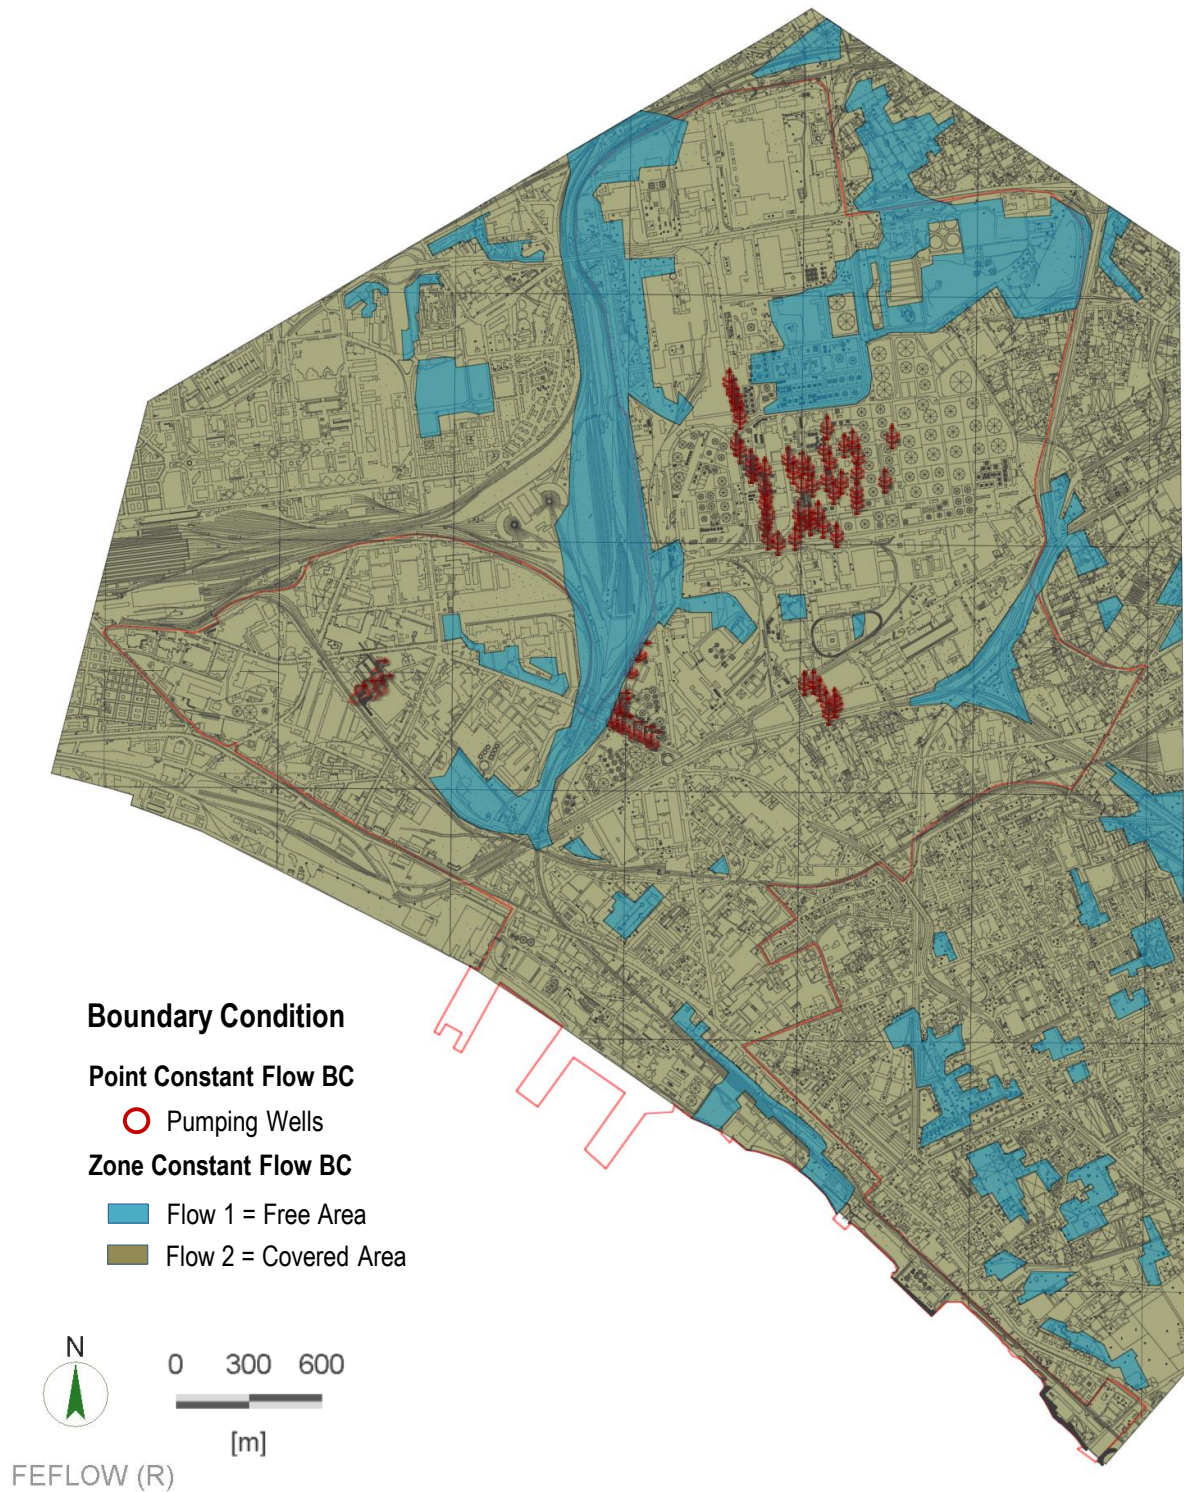 Boundary Condition
Point Constant Flow BC
Pumping Wells
Zone Constant Flow BC
Flow 1 = Free Area
Flow 2 = Covered Area
N
0 300 600
[m]
FEFLOW (R)